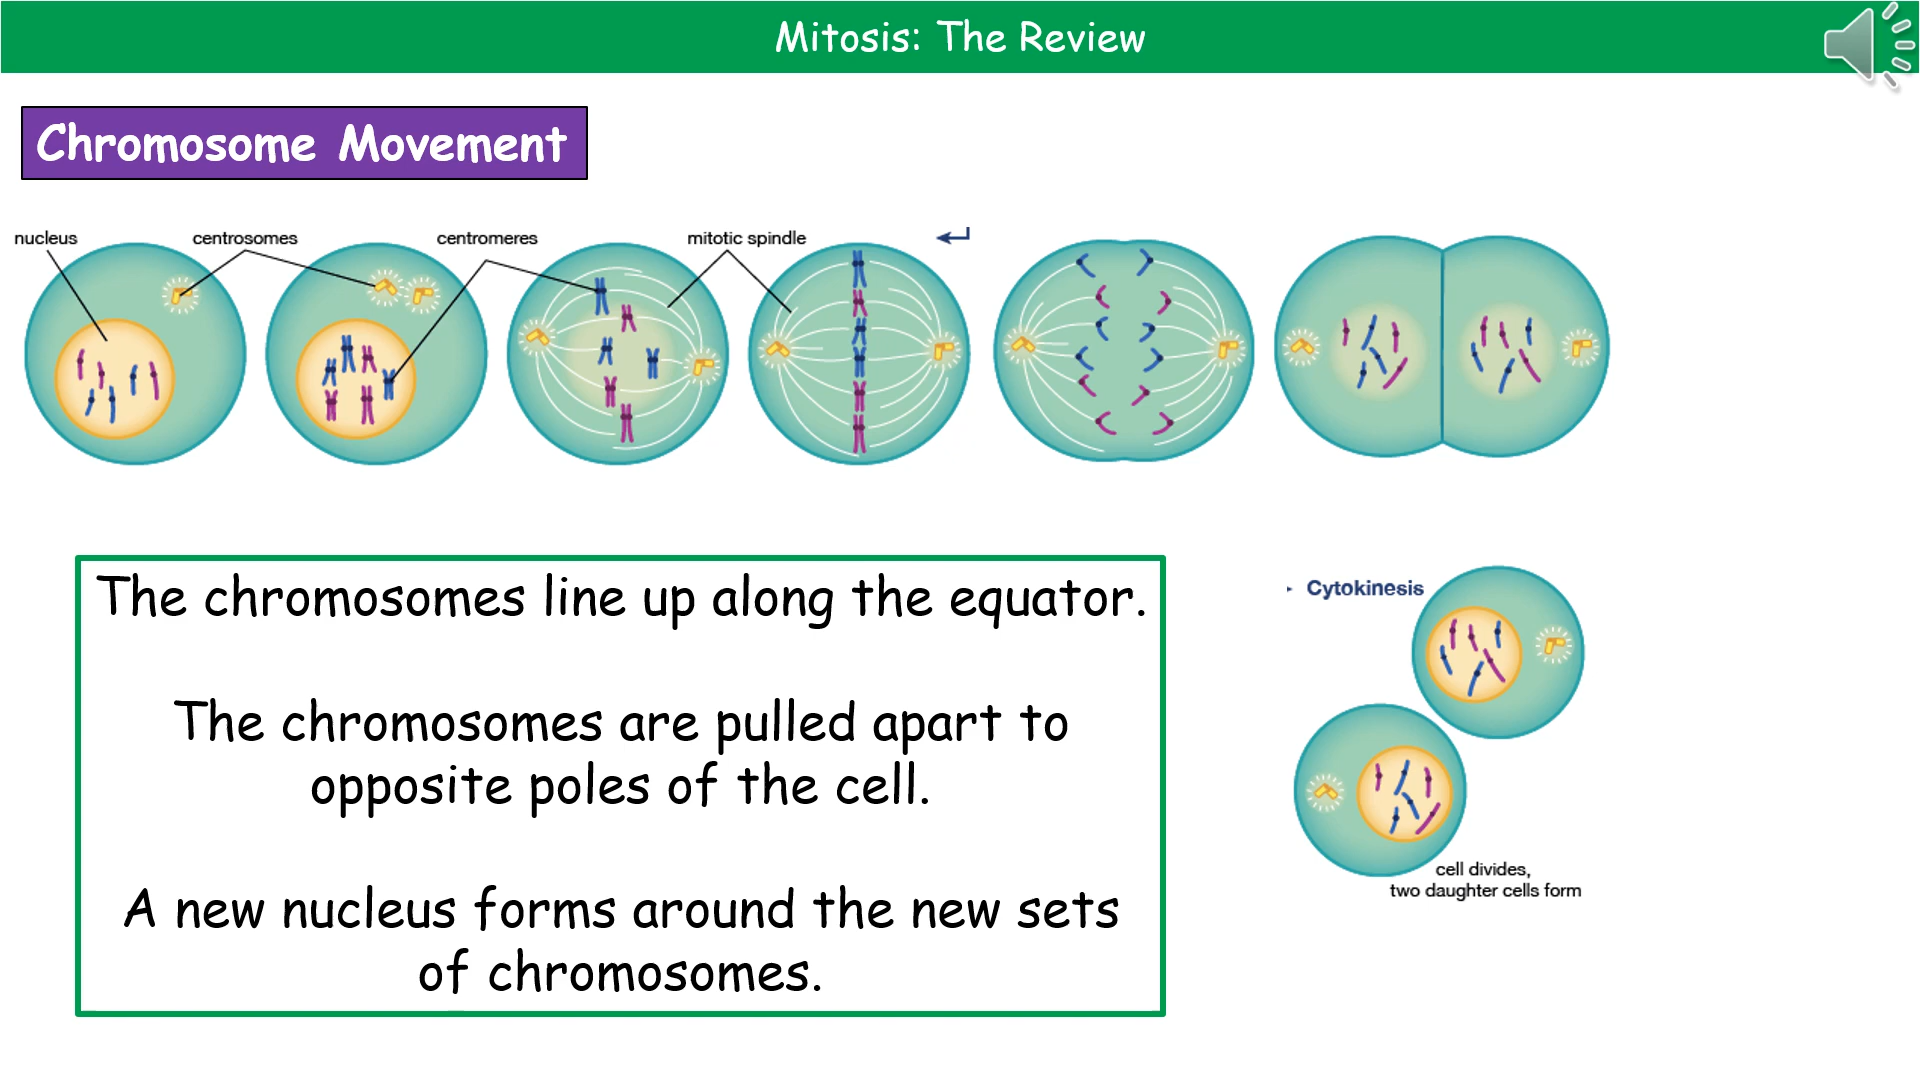 Mitosis: The Review
Chromosome Movement
nucleus
centrosomes
centromeres
mitotic spindle
The chromosomes line up along the equator.
The chromosomes are pulled apart to
opposite poles of the cell.
A new nucleus forms around the new sets
of chromosomes.
Cytokinesis
cell divides,
two daughter cells form